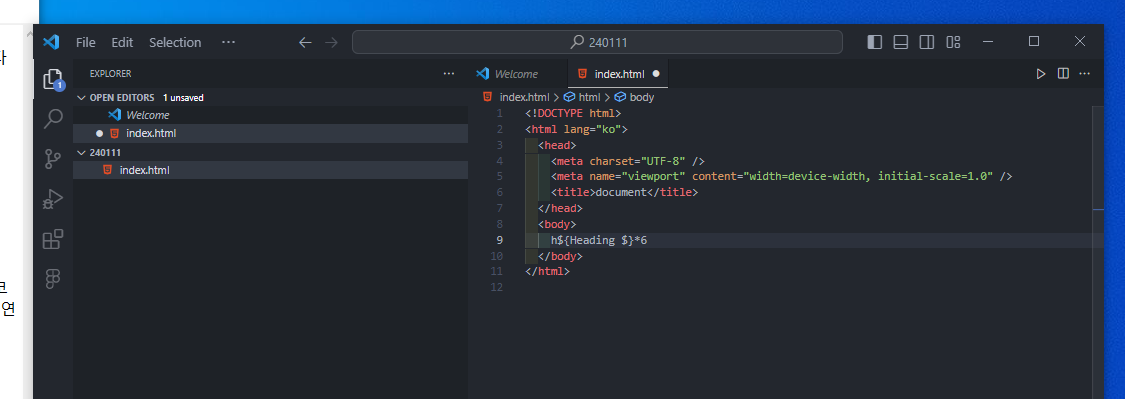 File Edit Selection ··· ← → 240111
EXPLORER ···
OPEN EDITORS 1 unsaved
Welcome
index.html
240111
index.html
1
Welcome index.html ···
index.html > html > body
1 <!DOCTYPE html>
2 <html lang="ko">
3 <head>
4 <meta charset="UTF-8" />
5 <meta name="viewport" content="width=device-width, initial-scale=1.0" />
6 <title>document</title>
7 </head>
8 <body>
9 h${Heading $}*6
10 </body>
11 </html>
12
연